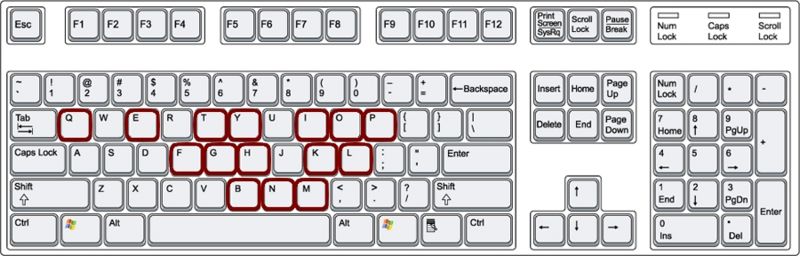 Esc F1 F2 F3 F4 F5 F6 F7 F8 F9 F10 F11 F12 Print Screen SysRq Scroll Lock Pause Break Num Lock Caps Lock Scroll Lock
~ ` ! 1 @ 2 # 3 $ 4 % 5 ^ 6 & 7 * 8 ( 9 ) 0 – - + = ←Backspace Insert Home Page Up Num Lock / * -
Tab Q W E R T Y U I O P { [ } ] | \ Delete End Page Down 7 Home 8 ↑ 9 PgUp +
Caps Lock A S D F G H J K L : ; " ' Enter 4 ← 5 6 →
Shift ⇧ Z X C V B N M < , > . ? / Shift ⇧ ↑ 1 End 2 ↓ 3 PgDn Enter
Ctrl Alt Alt Ctrl ← ↓ → 0 Ins • Del